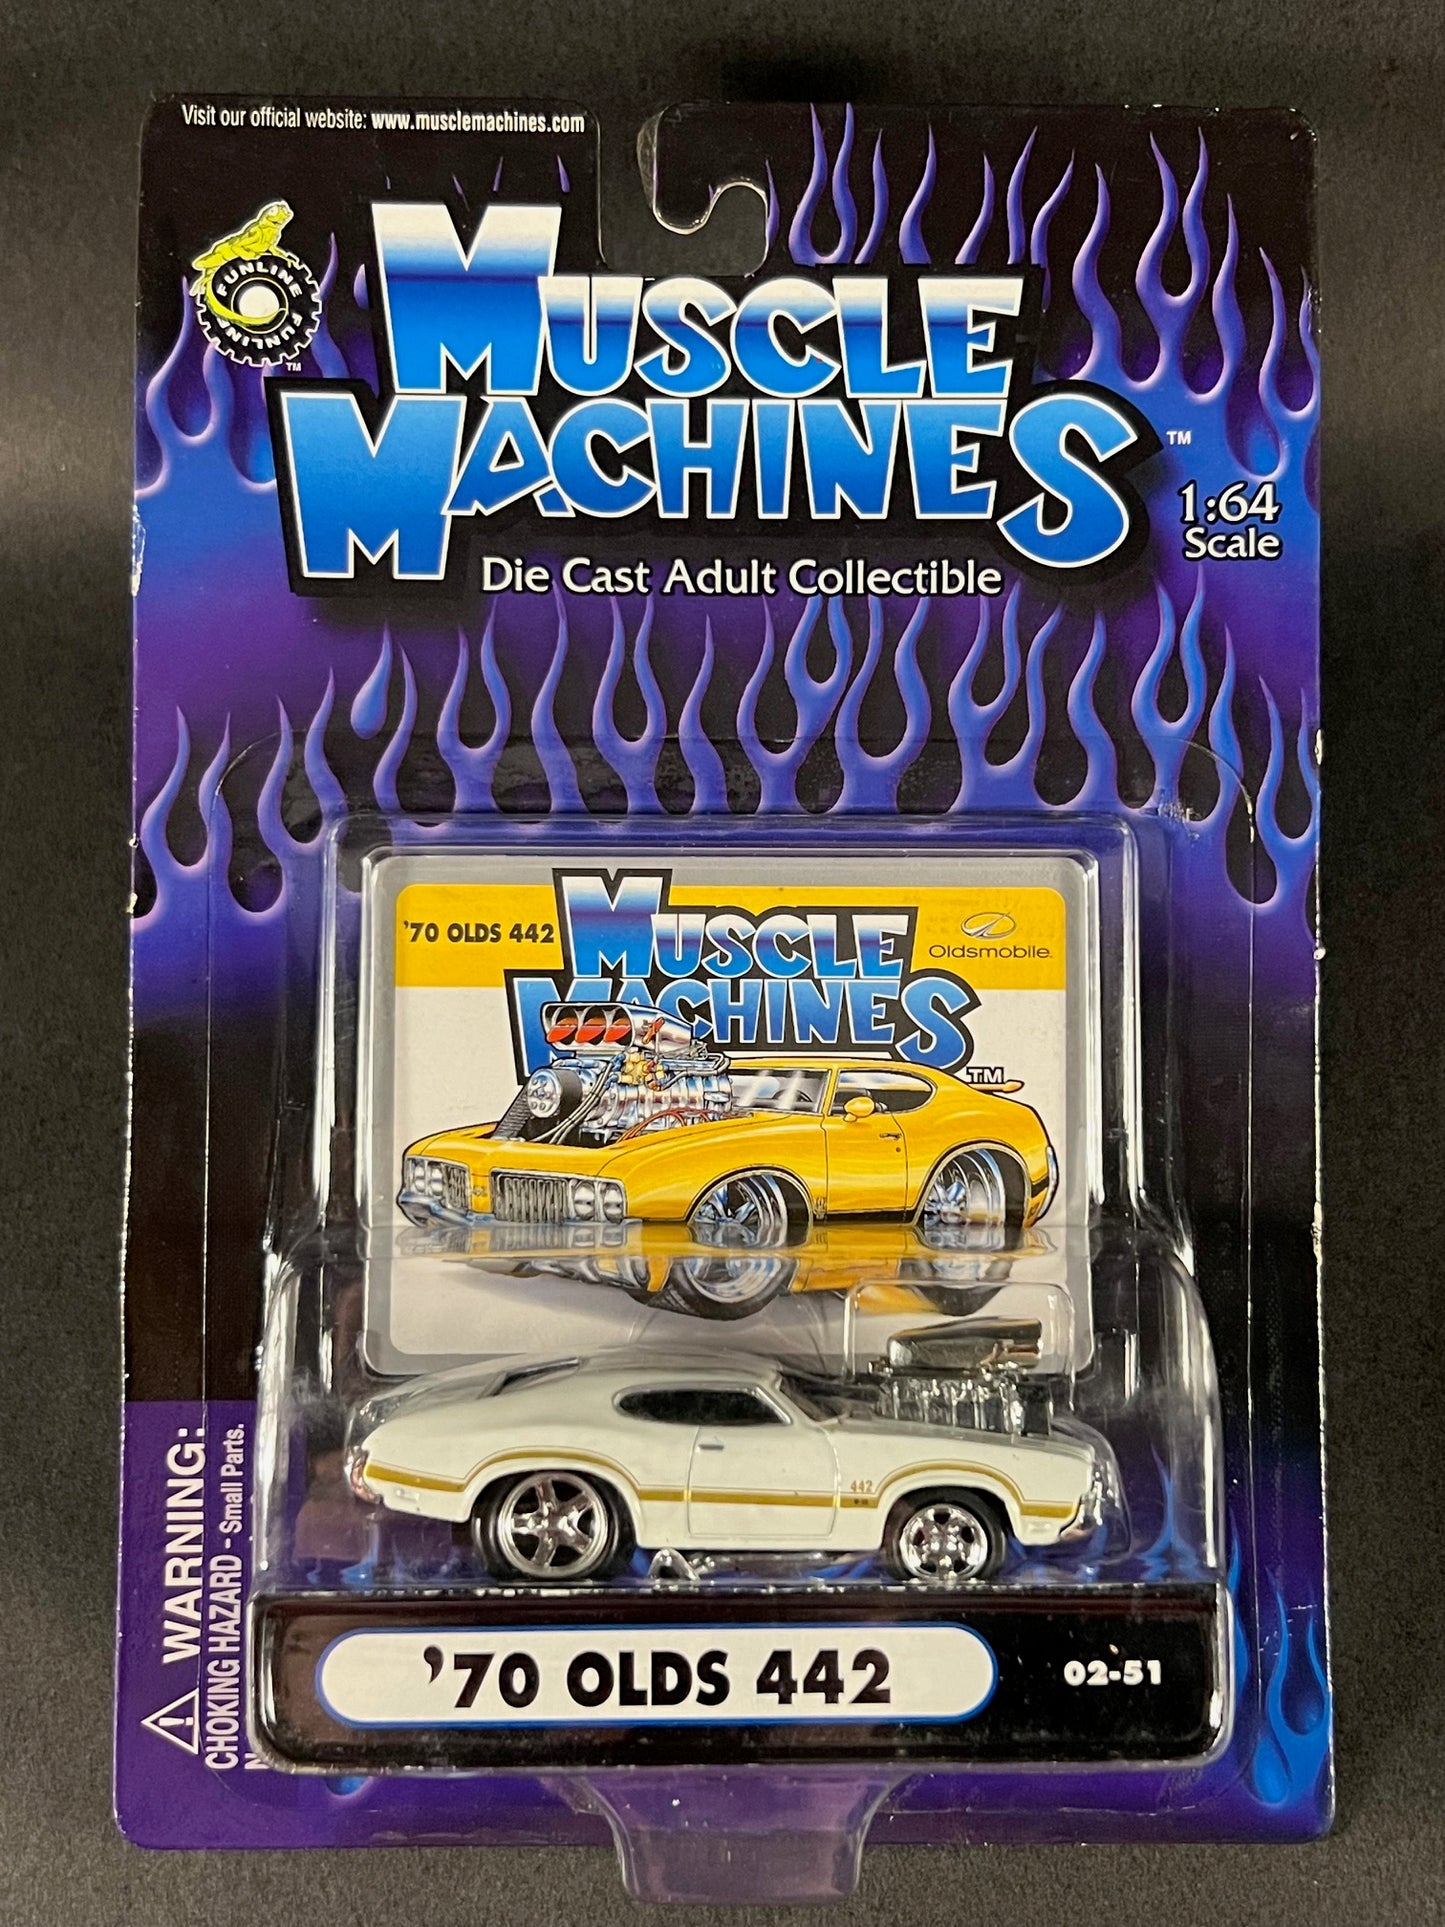 Visit our official website: www.musclemachines.com
FUNLINE FUNLINE
TM
MUSCLE
MACHINES TM
1:64
Scale
Die Cast Adult Collectible
'70 OLDS 442
MUSCLE
MACHINES
TM
Oldsmobile
442
WARNING:
CHOKING HAZARD - Small Parts.
'70 OLDS 442
02-51